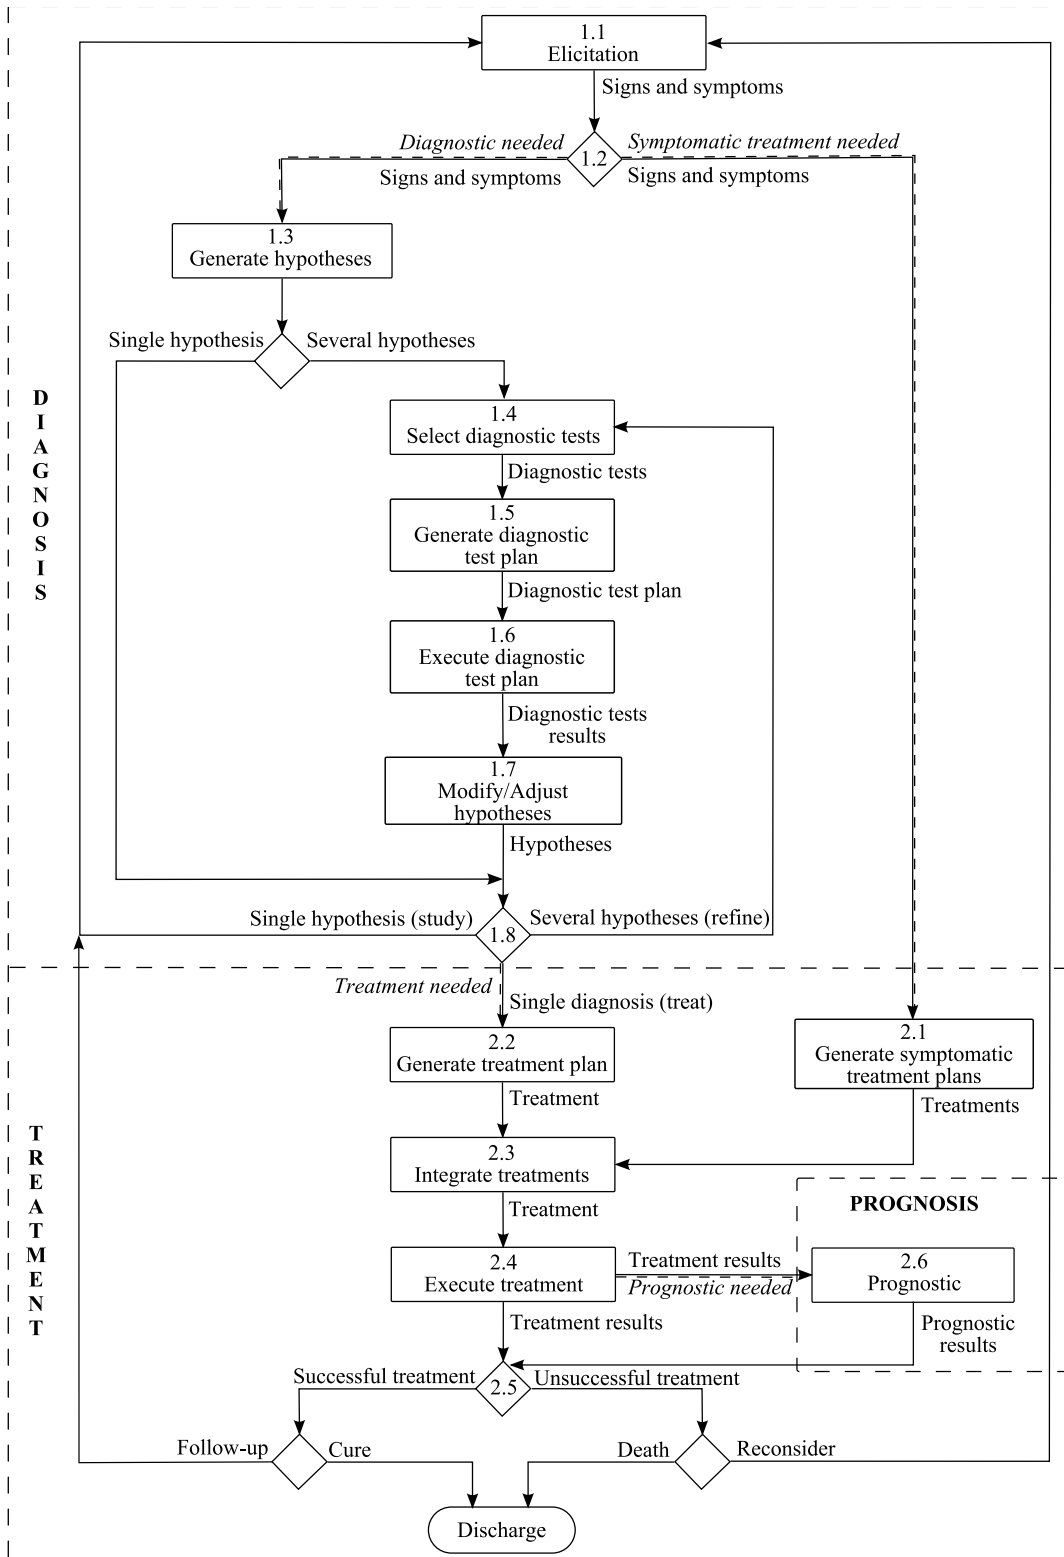 1.1
Elicitation
Signs and symptoms
Diagnostic needed
Symptomatic treatment needed
1.2
Signs and symptoms
Signs and symptoms
1.3
Generate hypotheses
Single hypothesis
Several hypotheses
DIAGNOSIS
1.4
Select diagnostic tests
Diagnostic tests
1.5
Generate diagnostic
test plan
Diagnostic test plan
1.6
Execute diagnostic
test plan
Diagnostic tests
results
1.7
Modify/Adjust
hypotheses
Hypotheses
Single hypothesis (study)
Several hypotheses (refine)
1.8
Treatment needed
Single diagnosis (treat)
2.2
Generate treatment plan
2.1
Generate symptomatic
treatment plans
Treatment
Treatments
TREATMENT
2.3
Integrate treatments
Treatment
PROGNOSIS
2.4
Execute treatment
Treatment results
Prognostic needed
2.6
Prognostic
Treatment results
Prognostic
results
Successful treatment
Unsuccessful treatment
2.5
Follow-up
Cure
Death
Reconsider
Discharge